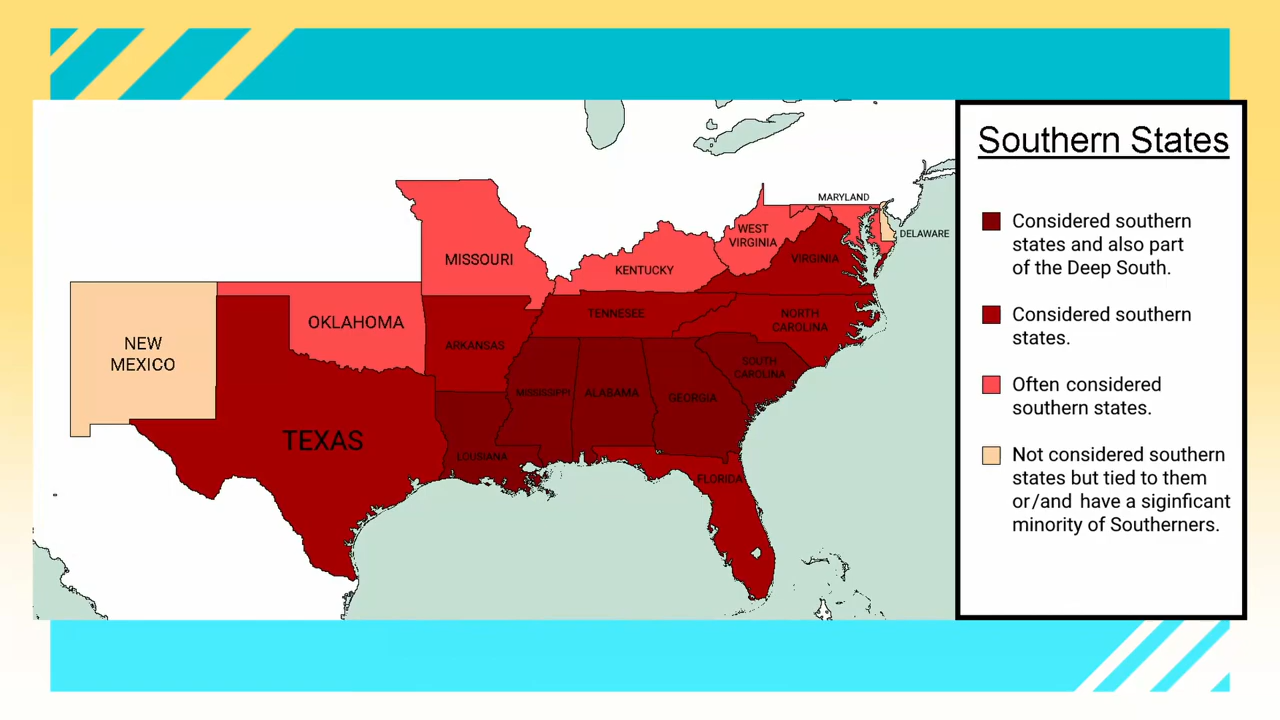 Southern States
MARYLAND
DELAWARE
WEST
VIRGINIA
VIRGINIA
MISSOURI
KENTUCKY
OKLAHOMA
TENNESEE
NORTH
CAROLINA
NEW
MEXICO
ARKANSAS
SOUTH
CAROLINA
MISSISSIPPI
ALABAMA
GEORGIA
TEXAS
LOUSIANA
FLORIDA
Considered southern
states and also part
of the Deep South.
Considered southern
states.
Often considered
southern states.
Not considered southern
states but tied to them
or/and have a siginficant
minority of Southerners.